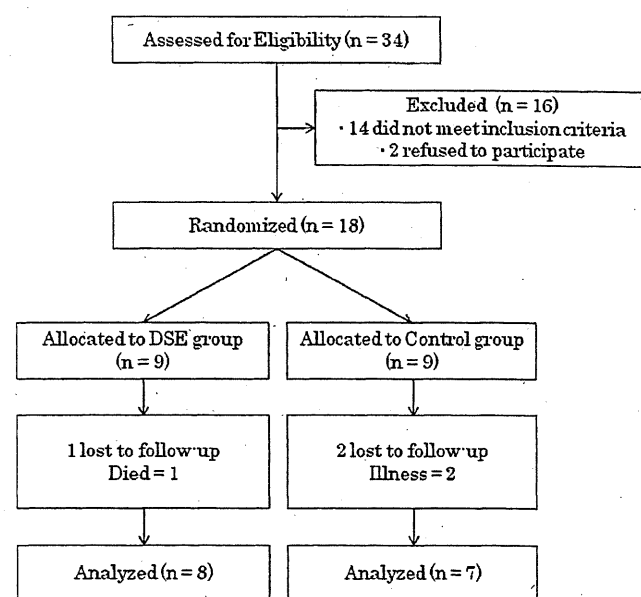 Assessed for Eligibility (n = 34)
Excluded (n = 16)
· 14 did not meet inclusion criteria
· 2 refused to participate
Randomized (n = 18)
Allocated to DSE group
(n = 9)
Allocated to Control group
(n = 9)
1 lost to follow-up
Died = 1
2 lost to follow-up
Illness = 2
Analyzed (n = 8)
Analyzed (n = 7)